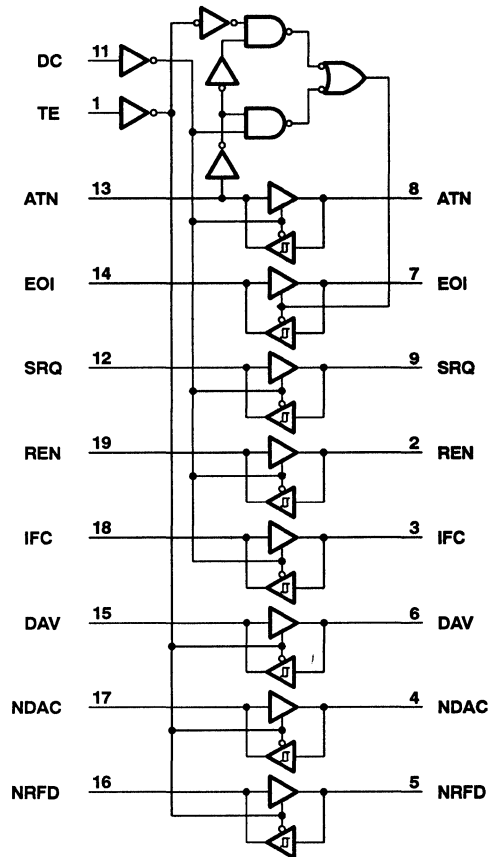 DC 11
TE 1
ATN 13 8 ATN
EOI 14 7 EOI
SRQ 12 9 SRQ
REN 19 2 REN
IFC 18 3 IFC
DAV 15 6 DAV
NDAC 17 4 NDAC
NRFD 16 5 NRFD